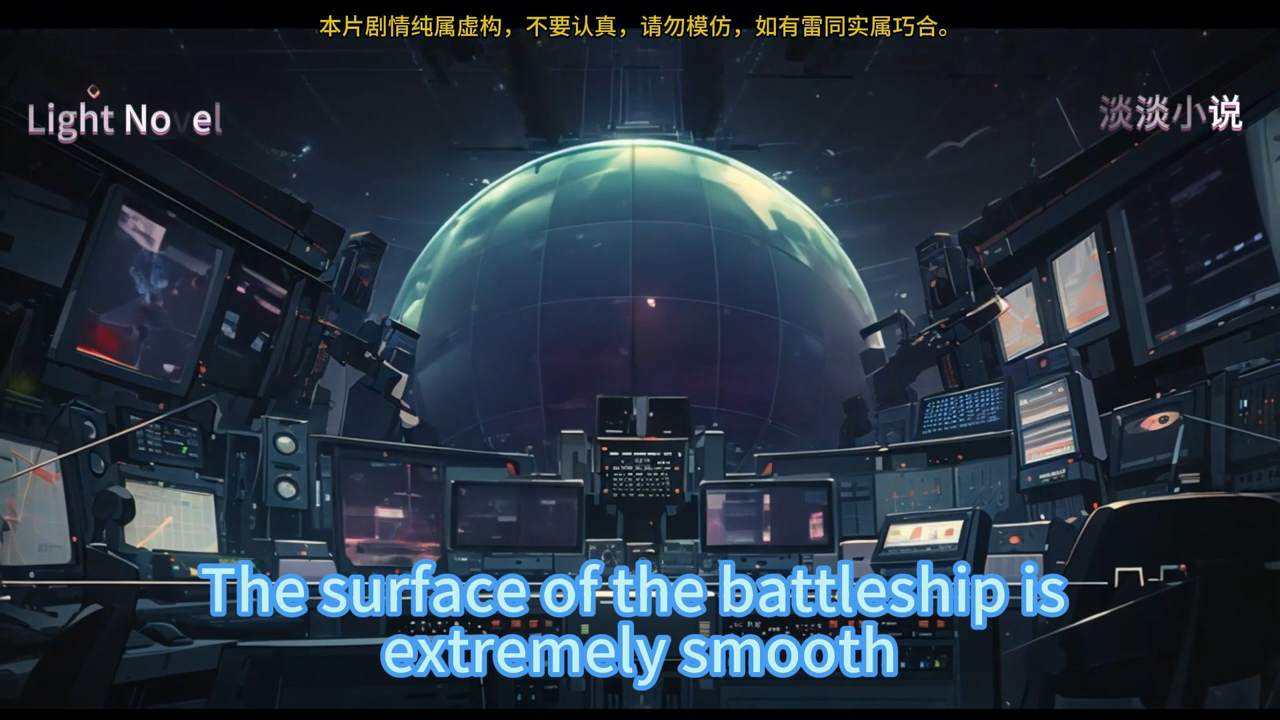 本片剧情纯属虚构，不要认真，请勿模仿，如有雷同实属巧合。
Light Novel
淡淡小说
The surface of the battleship is
extremely smooth